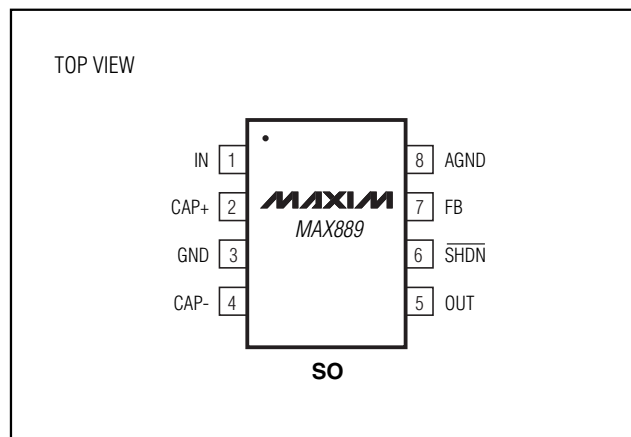 TOP VIEW
IN 1
CAP+ 2
GND 3
CAP- 4
MAXIM
MAX889
8 AGND
7 FB
6 SHDN
5 OUT
SO